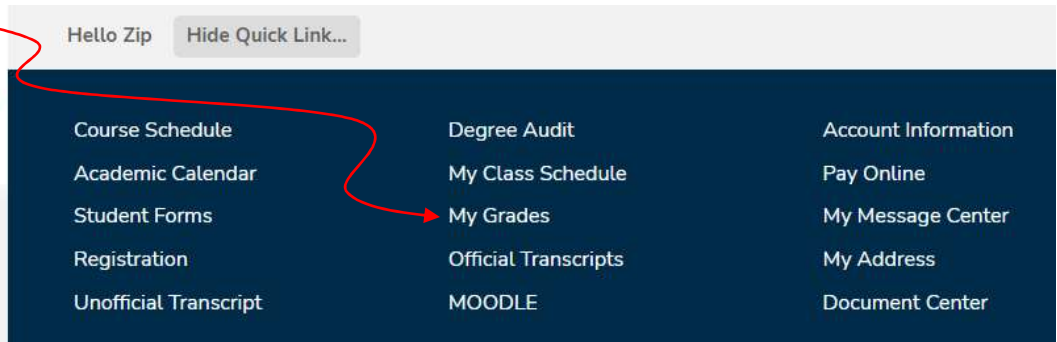 Hello Zip Hide Quick Link...
Course Schedule Degree Audit Account Information
Academic Calendar My Class Schedule Pay Online
Student Forms My Grades My Message Center
Registration Official Transcripts My Address
Unofficial Transcript MOODLE Document Center